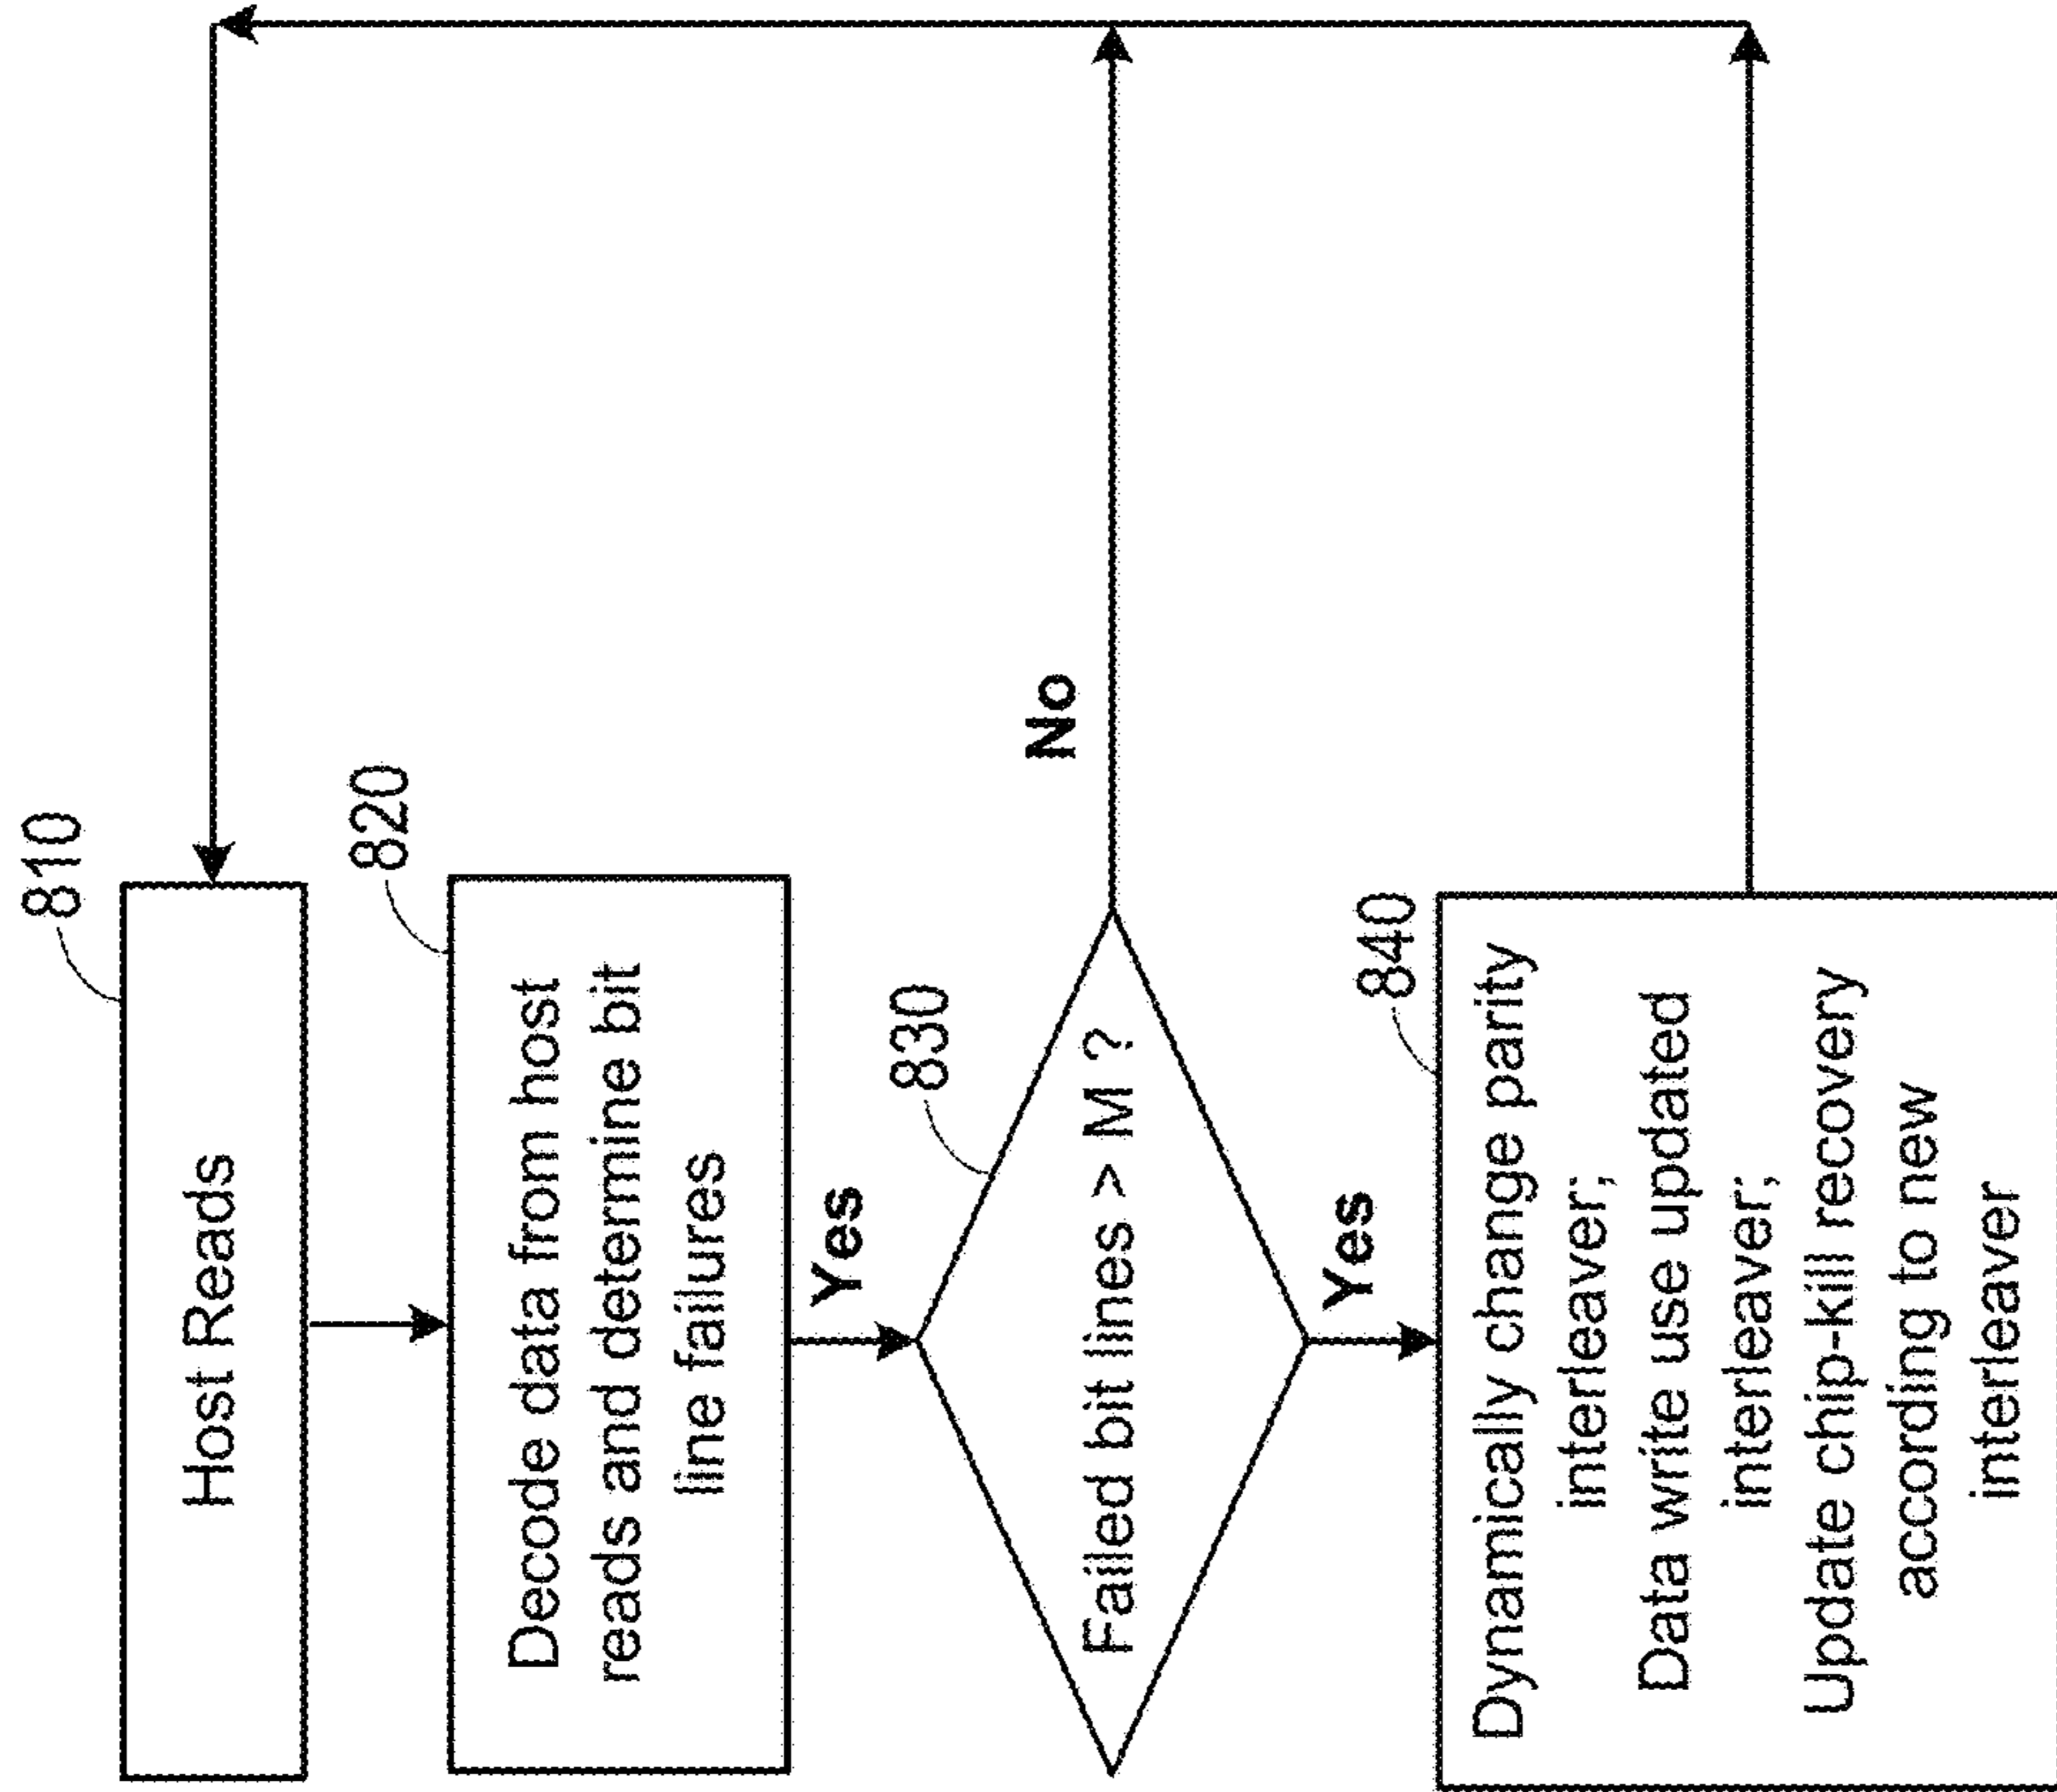 810
Host Reads
820
Decode data from host
reads and determine bit
line failures
Yes
830
Failed bit lines > M ?
No
Yes
840
Dynamically change parity
interleaver;
Data write use updated
interleaver;
Update chip-kill recovery
according to new
interleaver